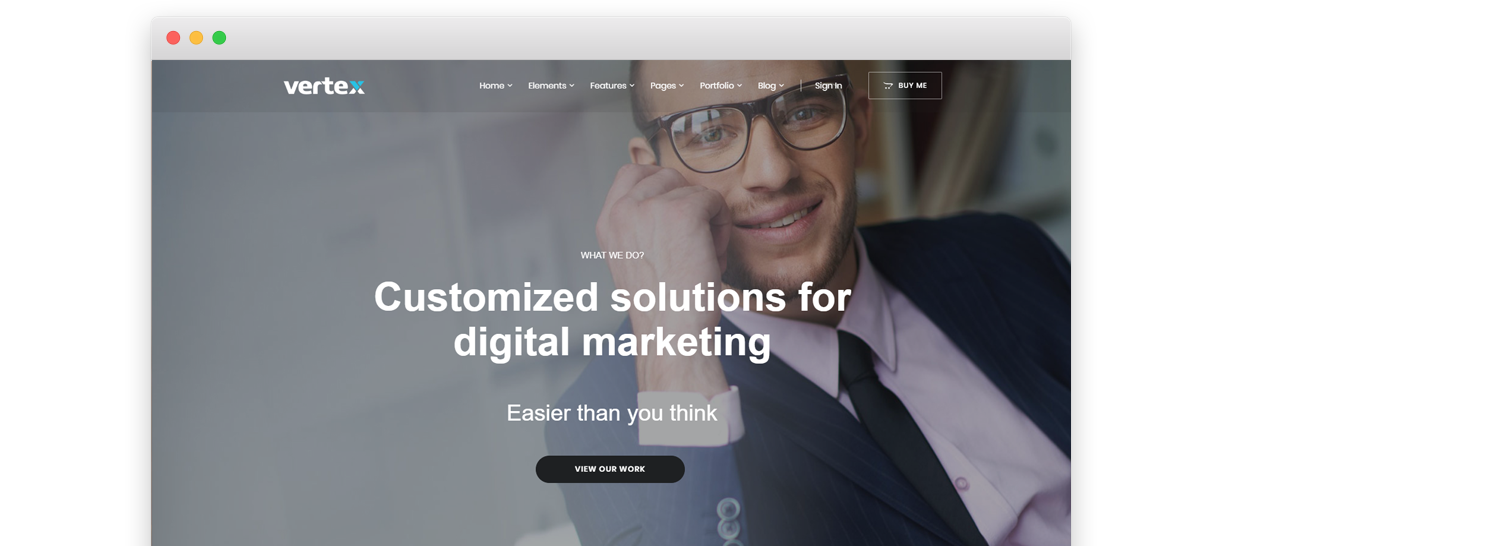 vertex
Home Elements Features Pages Portfolio Blog Sign In BUY ME
WHAT WE DO?
Customized solutions for
digital marketing
Easier than you think
VIEW OUR WORK